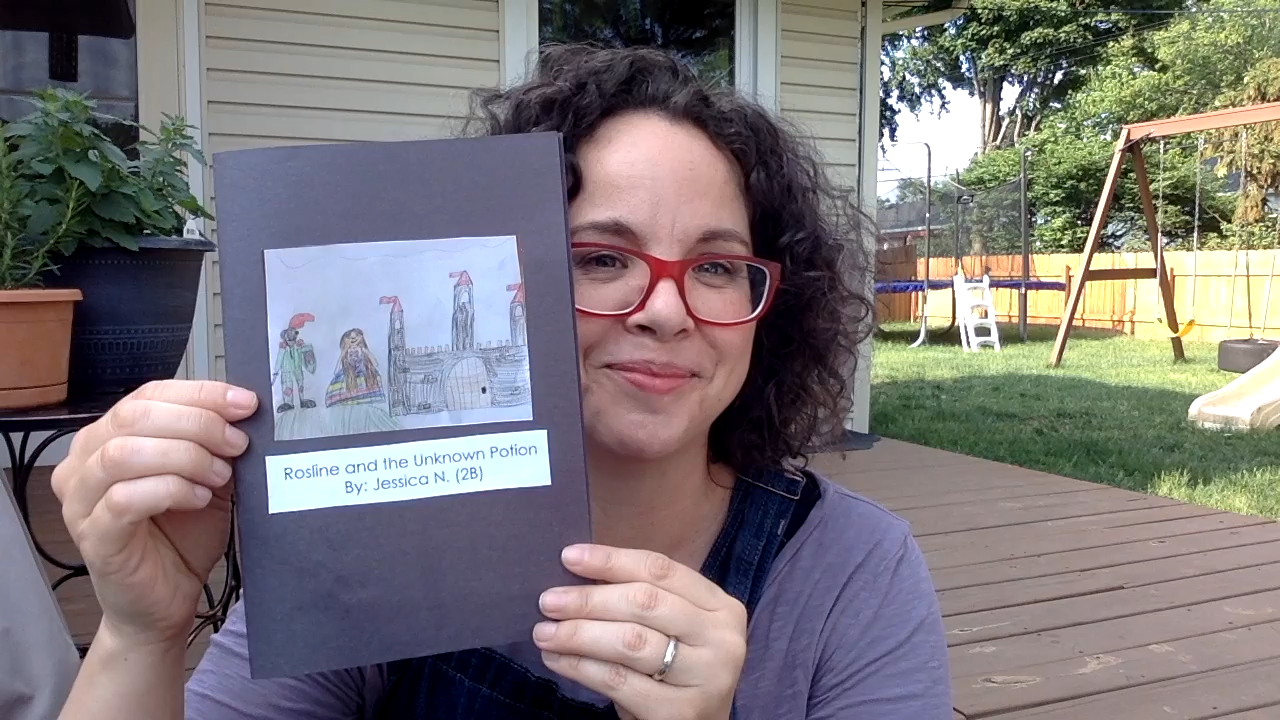 Rosline and the Unknown Potion
By: Jessica N. (2B)